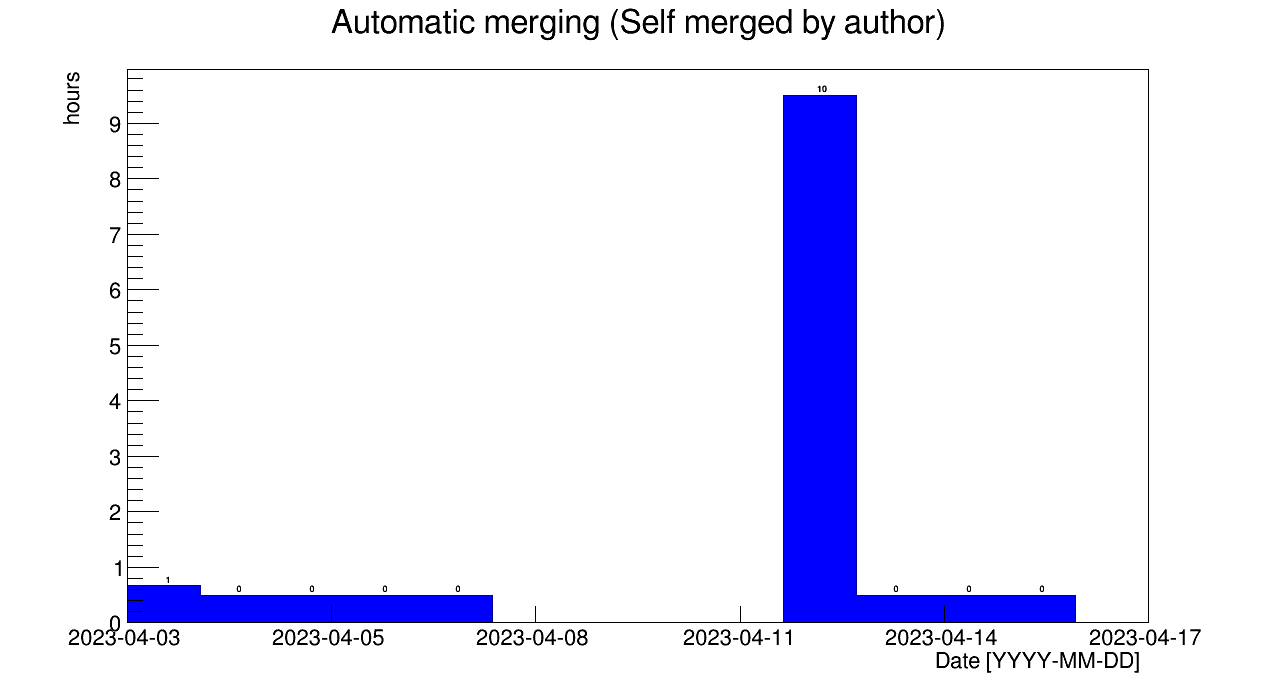 Automatic merging (Self merged by author)
hours
10
9
8
7
6
5
4
3
2
1
1
0 0 0 0 0 0 0
0
2023-04-03 2023-04-05 2023-04-08 2023-04-11 2023-04-14 2023-04-17
Date [YYYY-MM-DD]